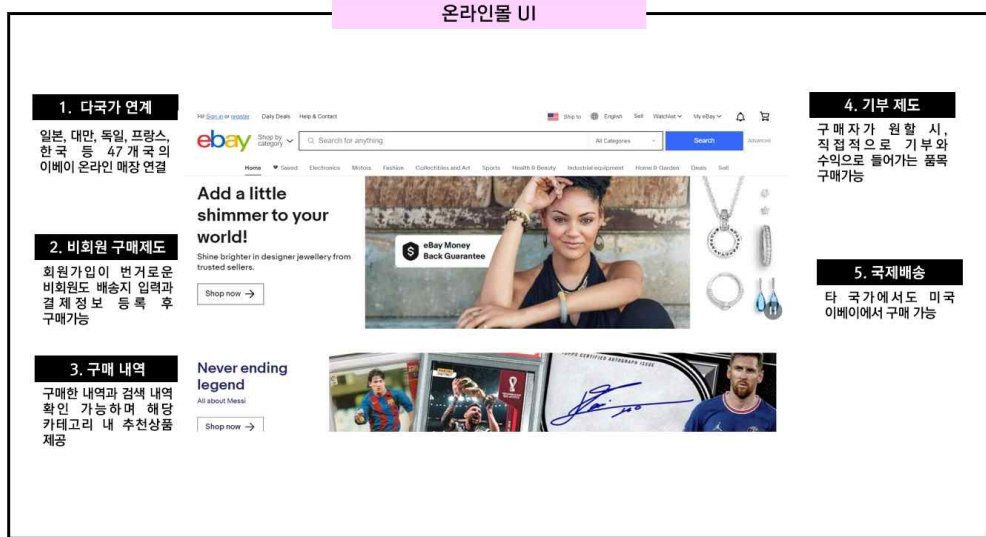 온라인몰 UI
1. 다국가 연계
일본, 대만, 독일, 프랑스,
한국 등 47개국의
이베이 온라인 매장 연결
2. 비회원 구매제도
회원가입이 번거로운
비회원도 배송지 입력과
결제정보 등록 후
구매가능
3. 구매 내역
구매한 내역과 검색 내역
확인 가능하며 해당
카테고리 내 추천상품
제공
Hi! Sign in or register Daily Deals Help & Contact Ship to English Sell Watchlist My eBay
ebay Shop by category Search for anything All Categories Search Advanced
Home Saved Electronics Motors Fashion Collectibles and Art Sports Health & Beauty Industrial equipment Home & Garden Deals Sell
Add a little
shimmer to your
world!
Shine brighter in designer jewellery from
trusted sellers.
Shop now →
eBay Money
Back Guarantee
Never ending
legend
All about Messi
Shop now →
TOPPS CERTIFIED AUTOGRAPH ISSUE
4. 기부 제도
구매자가 원할 시,
직접적으로 기부와
수익으로 들어가는 품목
구매가능
5. 국제배송
타 국가에서도 미국
이베이에서 구매 가능